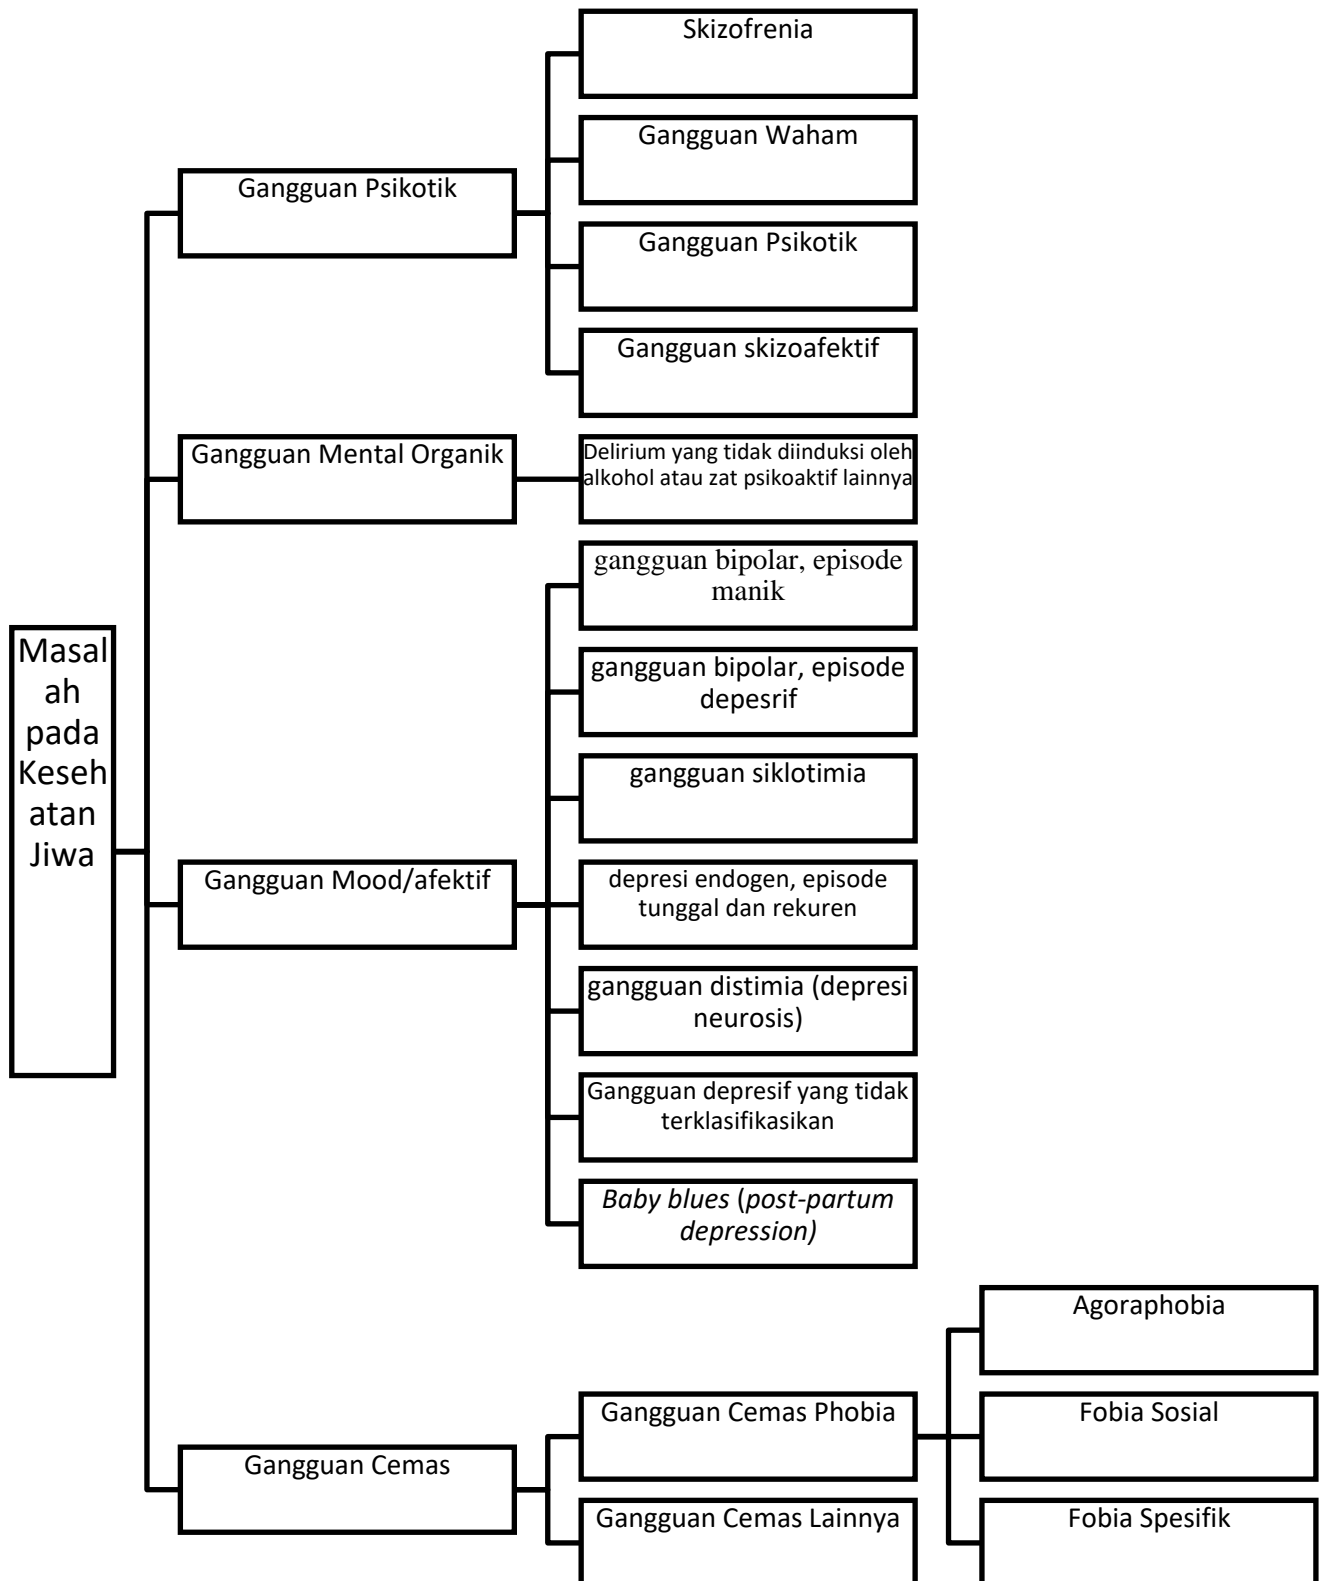 Masal
ah
pada
Keseh
atan
Jiwa
Gangguan Psikotik
Skizofrenia
Gangguan Waham
Gangguan Psikotik
Gangguan skizoafektif
Gangguan Mental Organik
Delirium yang tidak diinduksi oleh
alkohol atau zat psikoaktif lainnya
Gangguan Mood/afektif
gangguan bipolar, episode
manik
gangguan bipolar, episode
depesrif
gangguan siklotimia
depresi endogen, episode
tunggal dan rekuren
gangguan distimia (depresi
neurosis)
Gangguan depresif yang tidak
terklasifikasikan
Baby blues (post-partum
depression)
Gangguan Cemas
Gangguan Cemas Phobia
Agoraphobia
Fobia Sosial
Fobia Spesifik
Gangguan Cemas Lainnya